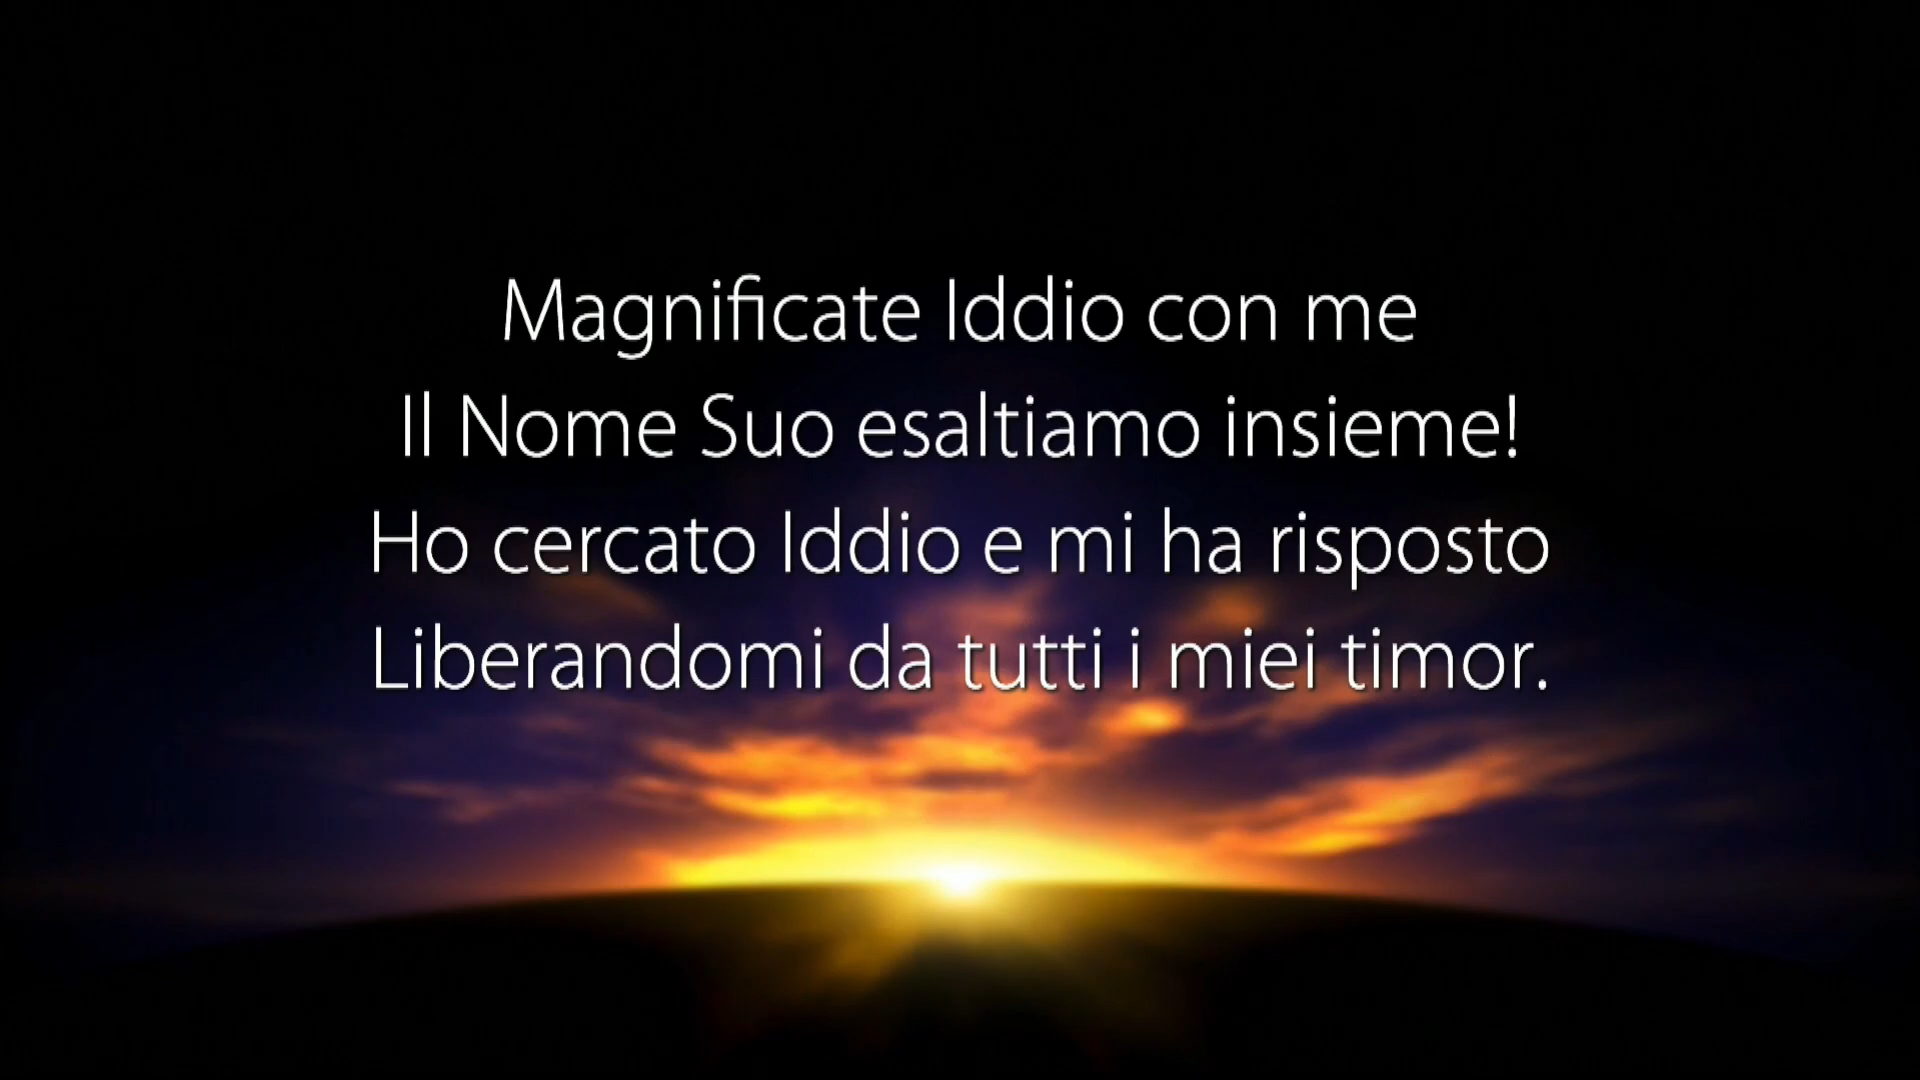 Magnificate Iddio con me
Il Nome Suo esaltiamo insieme!
Ho cercato Iddio e mi ha risposto
Liberandomi da tutti i miei timor.